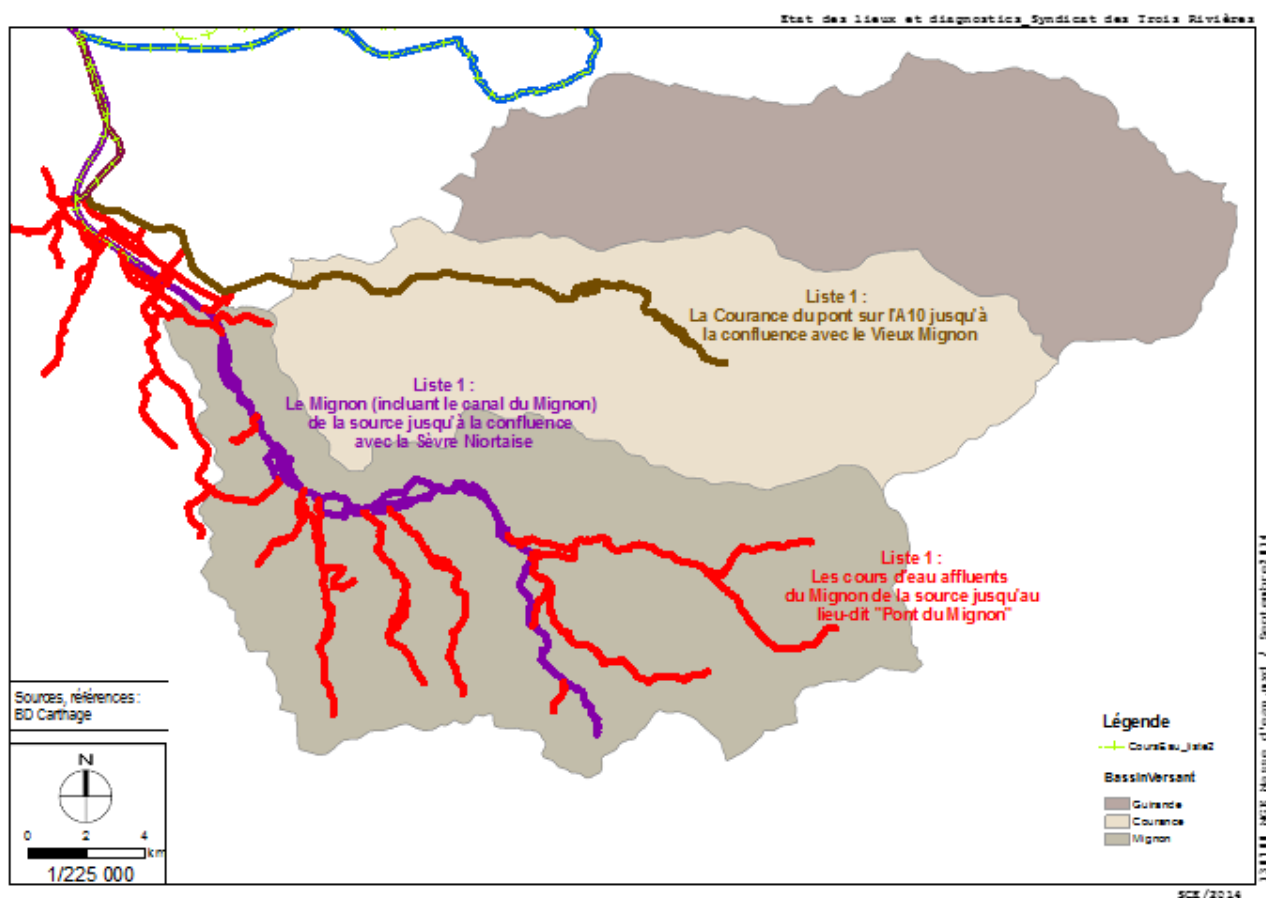 Etat des lieux et diagnostics_Syndicat des Trois Rivières
Liste 1 :
La Courance du pont sur l'A10 jusqu'à
la confluence avec le Vieux Mignon
Liste 1 :
Le Mignon (incluant le canal du Mignon)
de la source jusqu'à la confluence
avec la Sèvre Niortaise
Liste 1 :
Les cours d'eau affluents
du Mignon de la source jusqu'au
lieu-dit "Pont du Mignon"
Sources, références :
BD Carthage
N
0 2 4
km
1/225 000
Légende
CoursEau_liste2
BassinVersant
Guirande
Courance
Mignon
SCE/2014